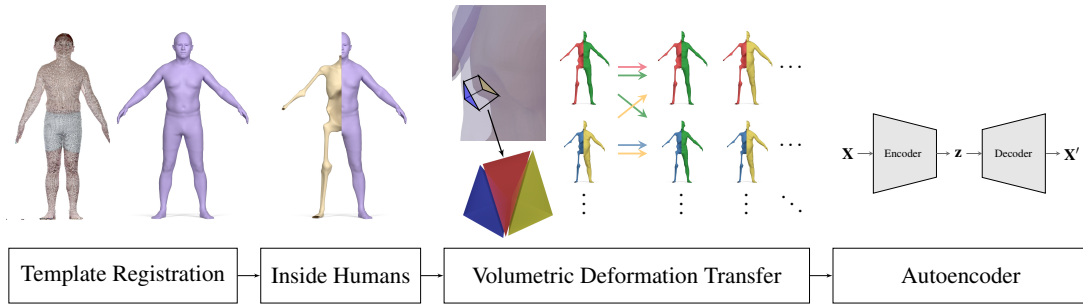 X
Encoder
z
Decoder
X′
Template Registration
Inside Humans
Volumetric Deformation Transfer
Autoencoder